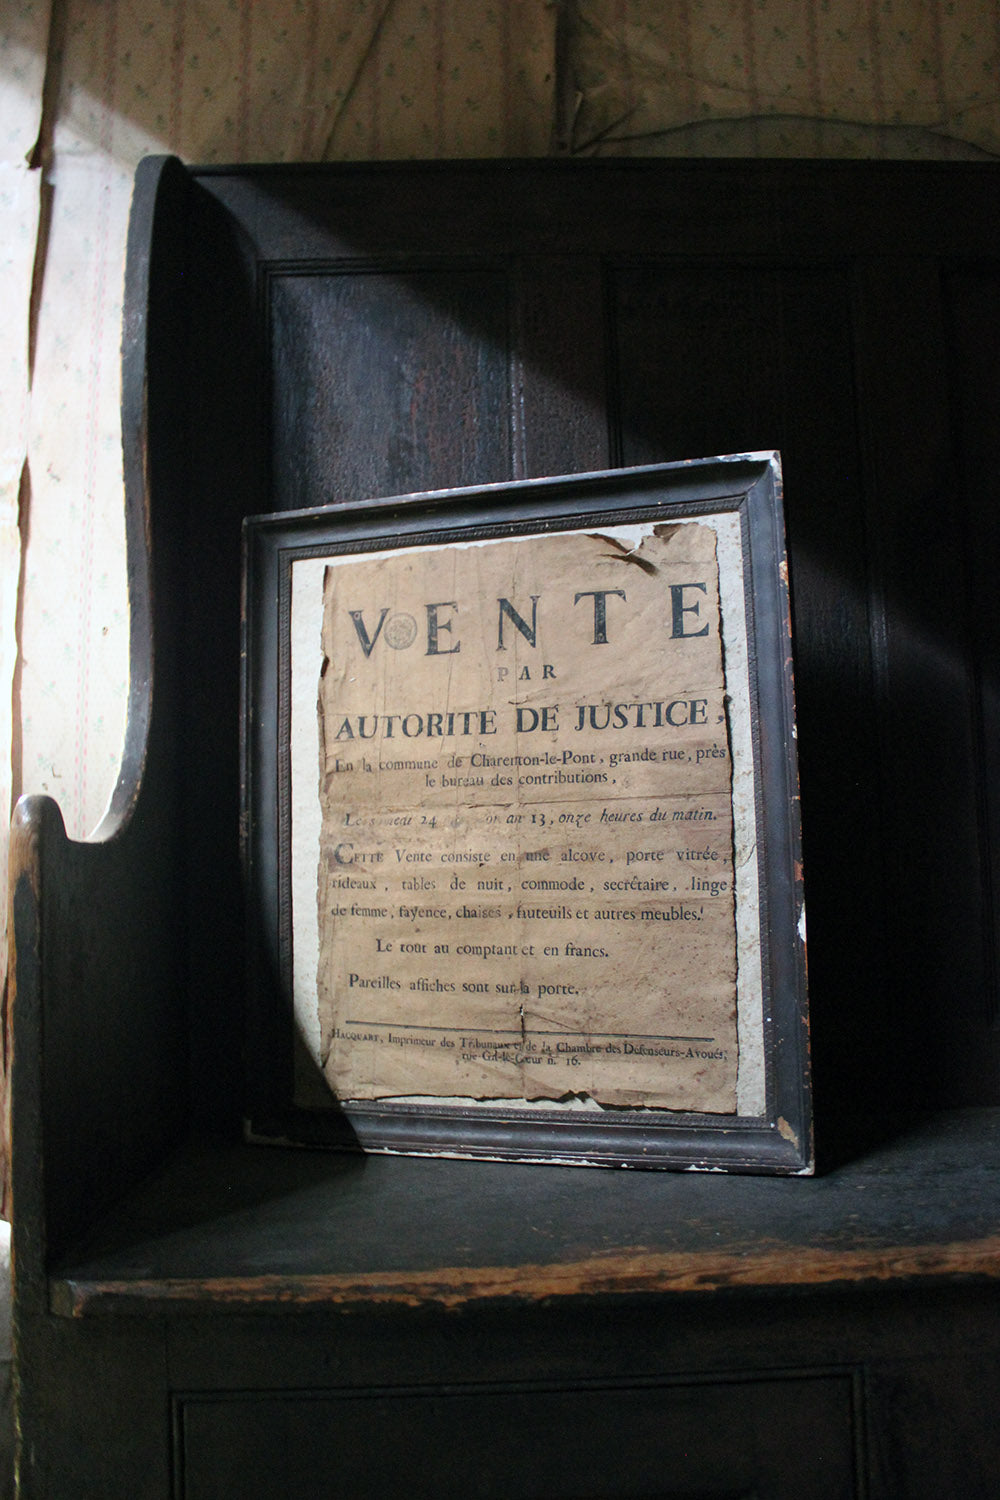 VENTE
PAR
AUTORITE DE JUSTICE,
En la commune de Charenton-le-Pont, grande rue, près
le bureau des contributions,
24 an 13, onze heures du matin.
CETTE Vente consiste en une alcove, porte vitrée,
rideaux, tables de nuit, commode, secrétaire, linge
de femme, fayence, chaises, fauteuils et autres meubles.
Le tout au comptant et en francs.
Pareilles affiches sont sur la porte.
HACQUART, Imprimeur des Tribunaux et de la Chambre des Défenseurs-Avoués,
rue Gît-le-Cœur n. 16.